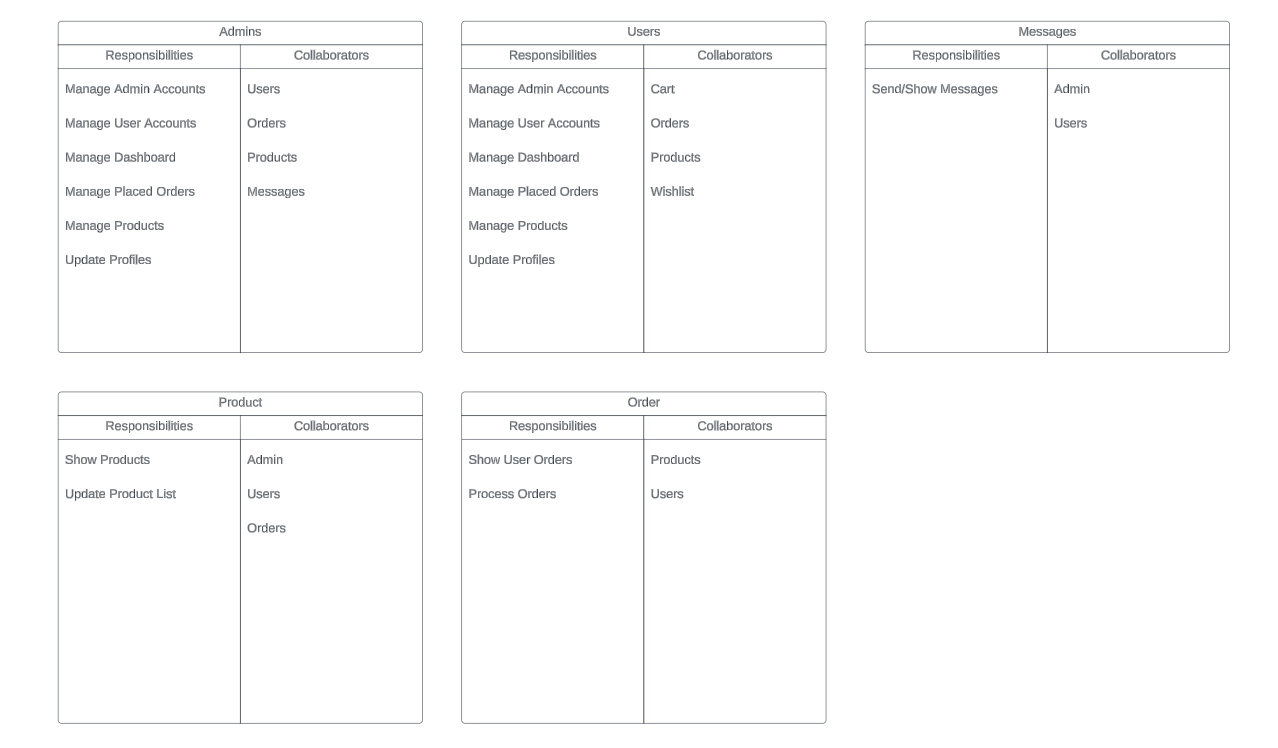 Admins
Responsibilities
Collaborators
Manage Admin Accounts
Manage User Accounts
Manage Dashboard
Manage Placed Orders
Manage Products
Update Profiles
Users
Orders
Products
Messages
Users
Responsibilities
Collaborators
Manage Admin Accounts
Manage User Accounts
Manage Dashboard
Manage Placed Orders
Manage Products
Update Profiles
Cart
Orders
Products
Wishlist
Messages
Responsibilities
Collaborators
Send/Show Messages
Admin
Users
Product
Responsibilities
Collaborators
Show Products
Update Product List
Admin
Users
Orders
Order
Responsibilities
Collaborators
Show User Orders
Process Orders
Products
Users